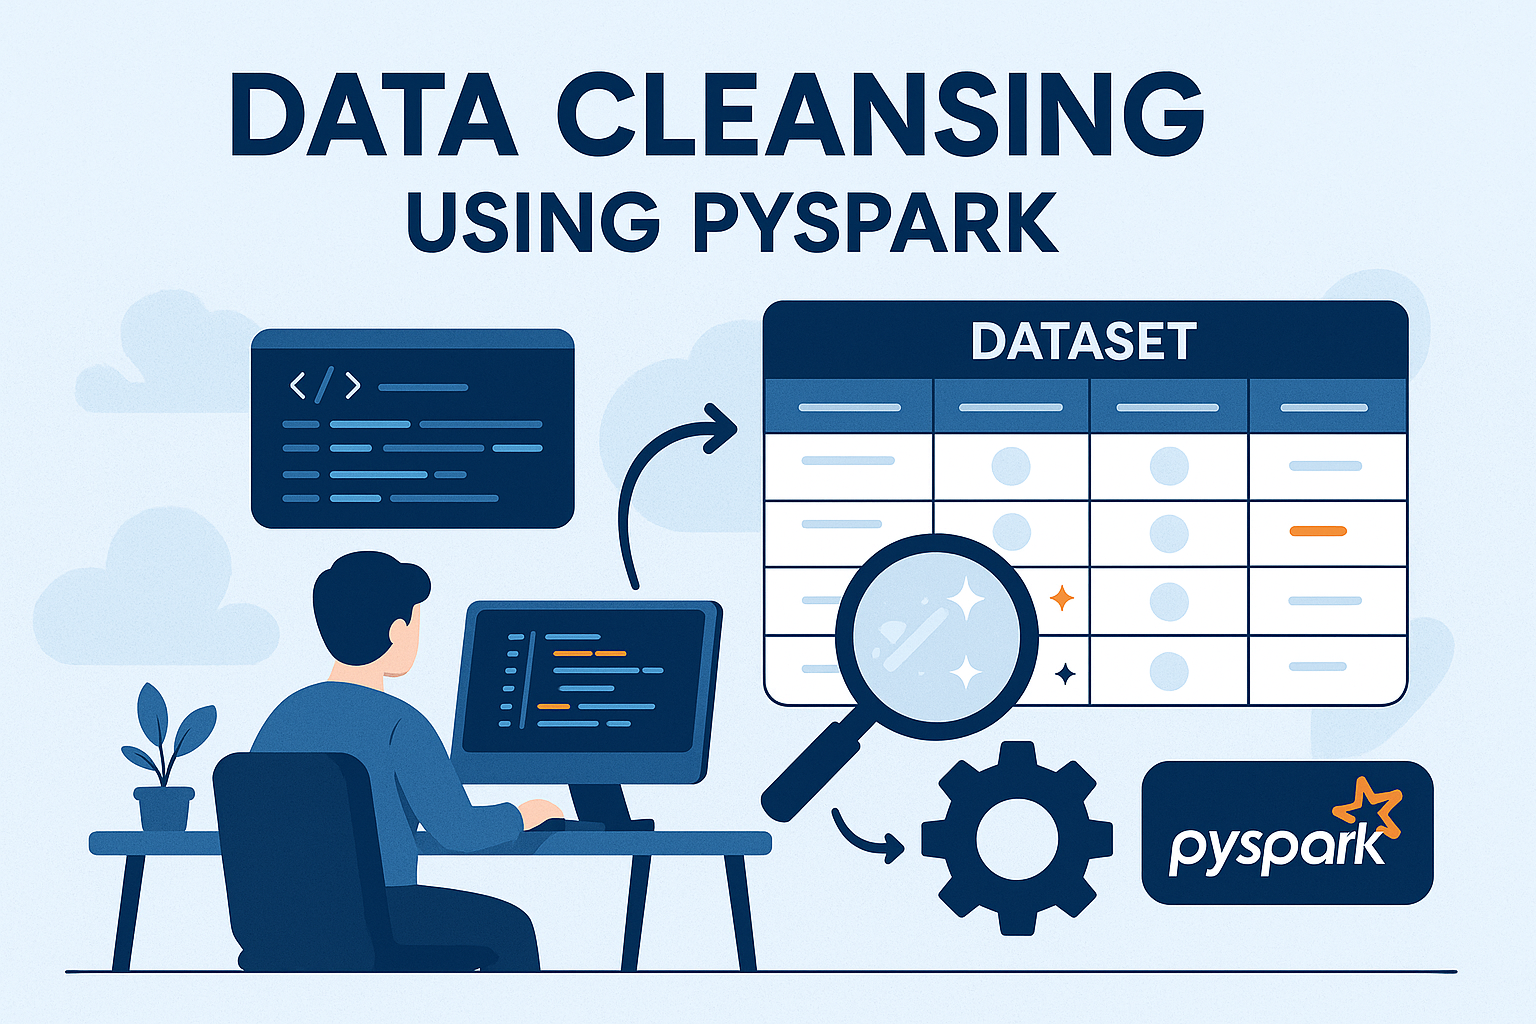 DATA CLEANSING
USING PYSPARK
</>
DATASET
pyspark